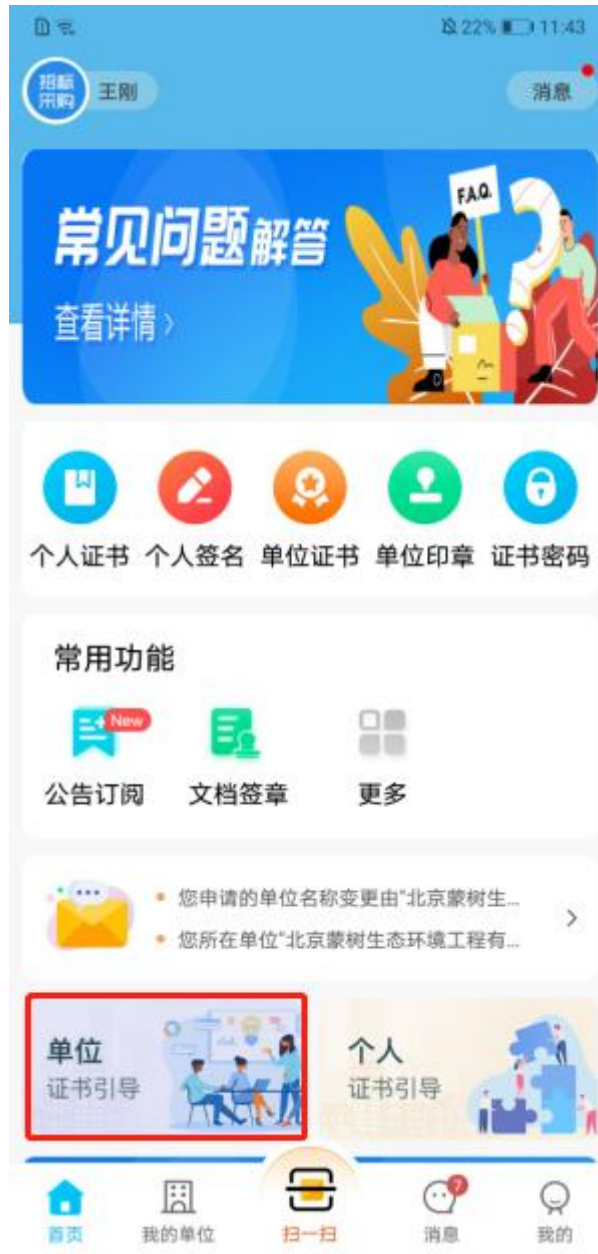 22% 11:43
招标
采购
王刚
消息
常见问题解答
F.A.Q.
查看详情 >
个人证书 个人签名 单位证书 单位印章 证书密码
常用功能
New
公告订阅 文档签章 更多
• 您申请的单位名称变更由"北京蒙树生...
• 您所在单位"北京蒙树生态环境工程有...
单位
证书引导
个人
证书引导
7
首页 我的单位 扫一扫 消息 我的